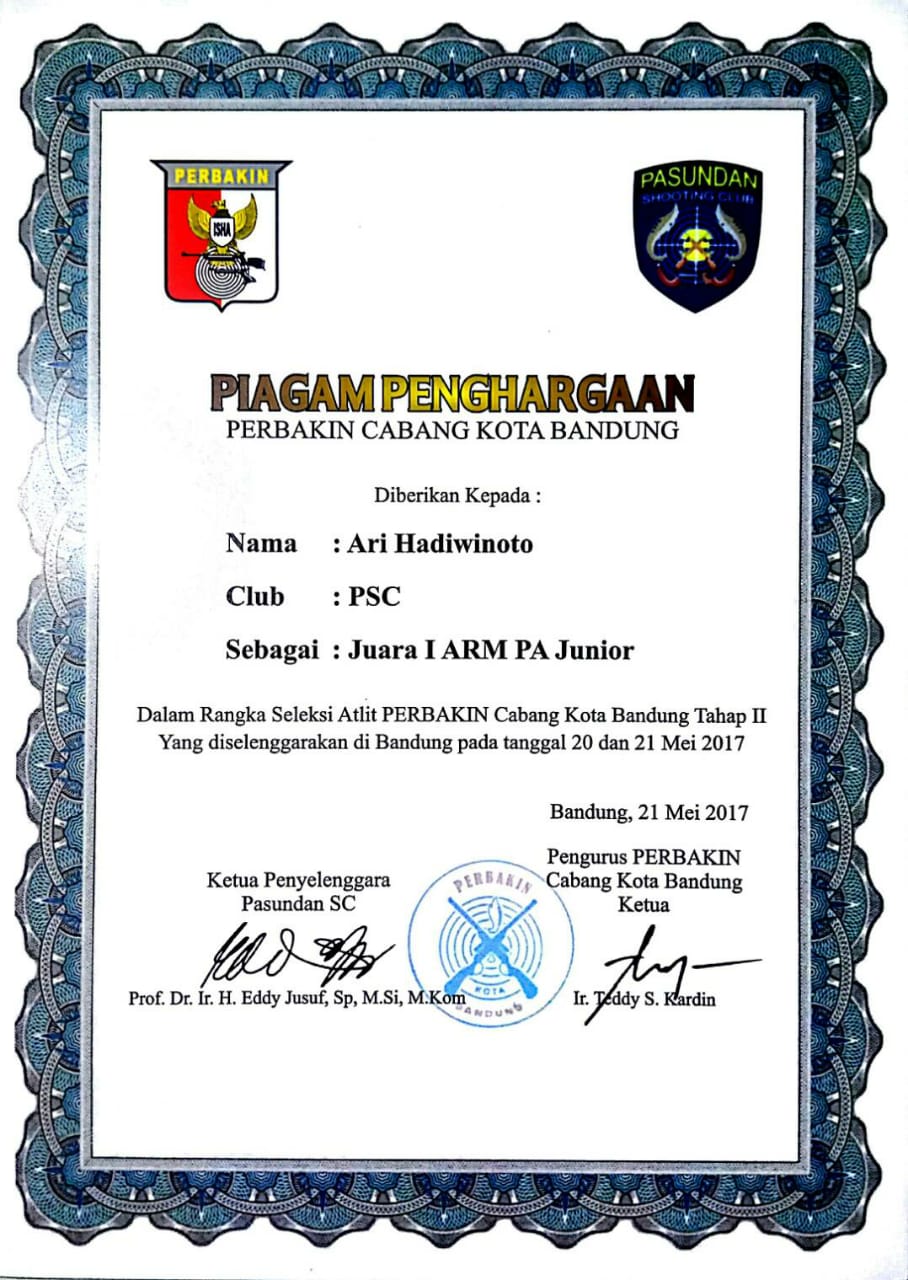 PERBAKIN
ISHA
PASUNDAN
SHOOTING CLUB
PIAGAM PENGHARGAAN
PERBAKIN CABANG KOTA BANDUNG
Diberikan Kepada :
Nama : Ari Hadiwinoto
Club : PSC
Sebagai : Juara I ARM PA Junior
Dalam Rangka Seleksi Atlit PERBAKIN Cabang Kota Bandung Tahap II
Yang diselenggarakan di Bandung pada tanggal 20 dan 21 Mei 2017
Bandung, 21 Mei 2017
Ketua Penyelenggara
Pasundan SC
Prof. Dr. Ir. H. Eddy Jusuf, Sp, M.Si, M.Kom
PERBAKIN
KOTA
BANDUNG
Pengurus PERBAKIN
Cabang Kota Bandung
Ketua
Ir. Teddy S. Kardin